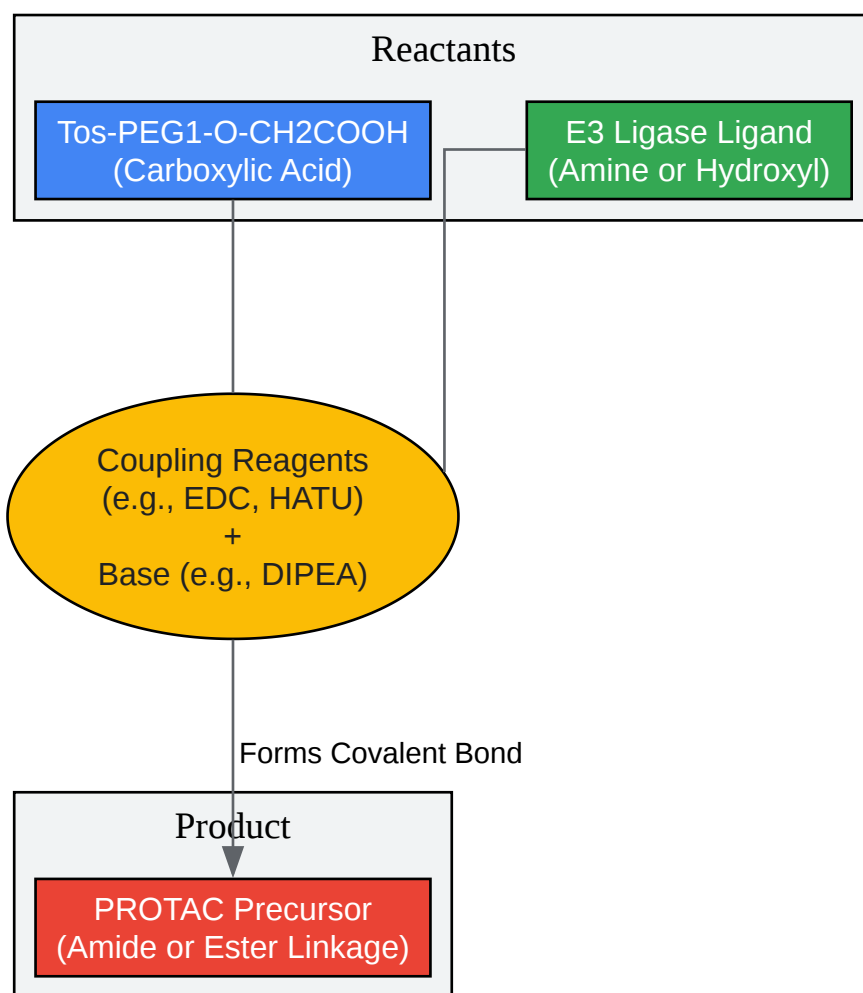 Reactants
Tos-PEG1-O-CH2COOH
(Carboxylic Acid)
E3 Ligase Ligand
(Amine or Hydroxyl)
Coupling Reagents
(e.g., EDC, HATU)
+
Base (e.g., DIPEA)
Forms Covalent Bond
Product
PROTAC Precursor
(Amide or Ester Linkage)